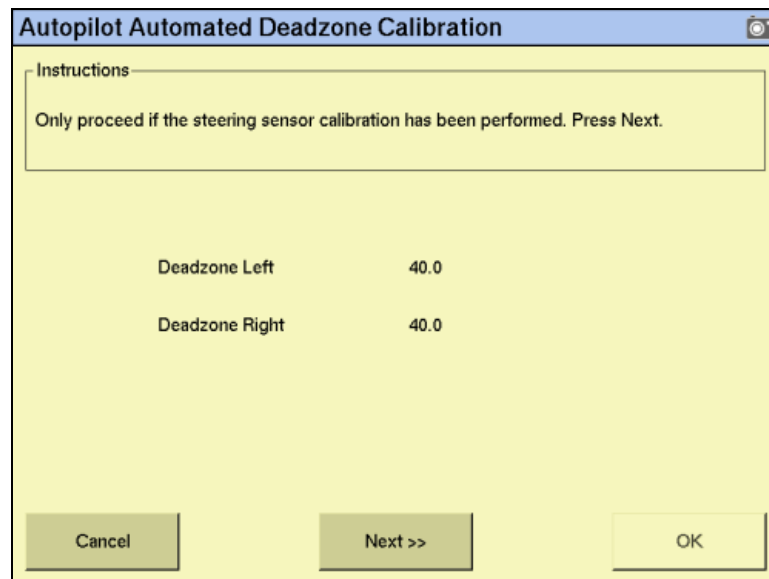 Autopilot Automated Deadzone Calibration
Instructions
Only proceed if the steering sensor calibration has been performed. Press Next.
Deadzone Left 40.0
Deadzone Right 40.0
Cancel Next >> OK